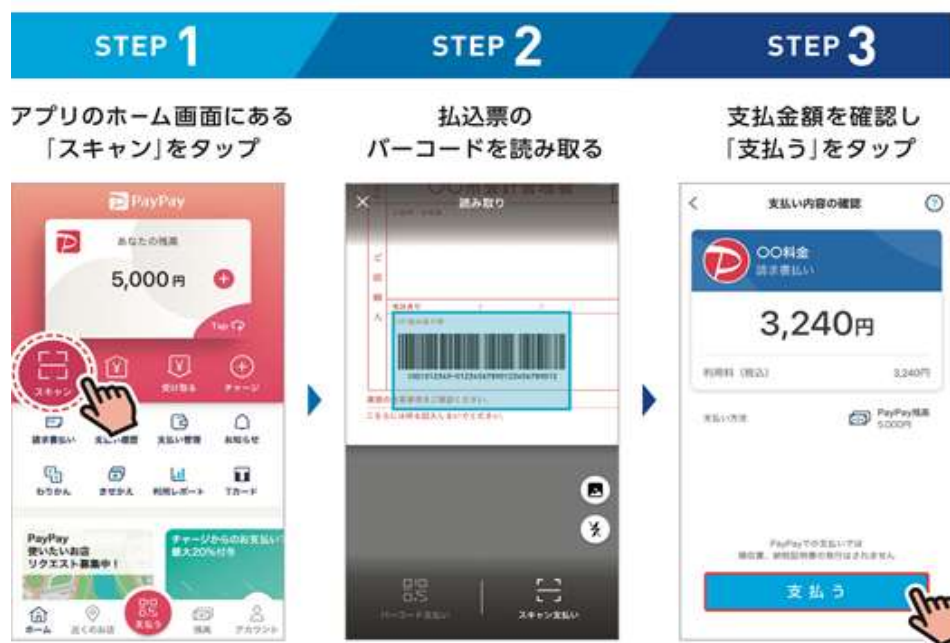 STEP 1
アプリのホーム画面にある
「スキャン」をタップ
PayPay
あなたの残高
5,000円
スキャン
受け取る
チャージ
請求書払い
支払い管理
お知らせ
わりかん
きせかえ
利用レポート
Tカード
PayPay
使いたいお店
リクエスト募集中！
チャージからのお支払いで
最大20%付与
ホーム
近くのお店
支払う
残高
アカウント
STEP 2
払込票の
バーコードを読み取る
読み取り
バーコード支払い
スキャン支払い
STEP 3
支払金額を確認し
「支払う」をタップ
支払い内容の確認
〇〇料金
請求書払い
3,240円
利用料（税込）
3,240円
支払い方法
PayPay残高
5,000円
PayPayでの支払いでは
領収書、納税証明書の発行はされません
支払う